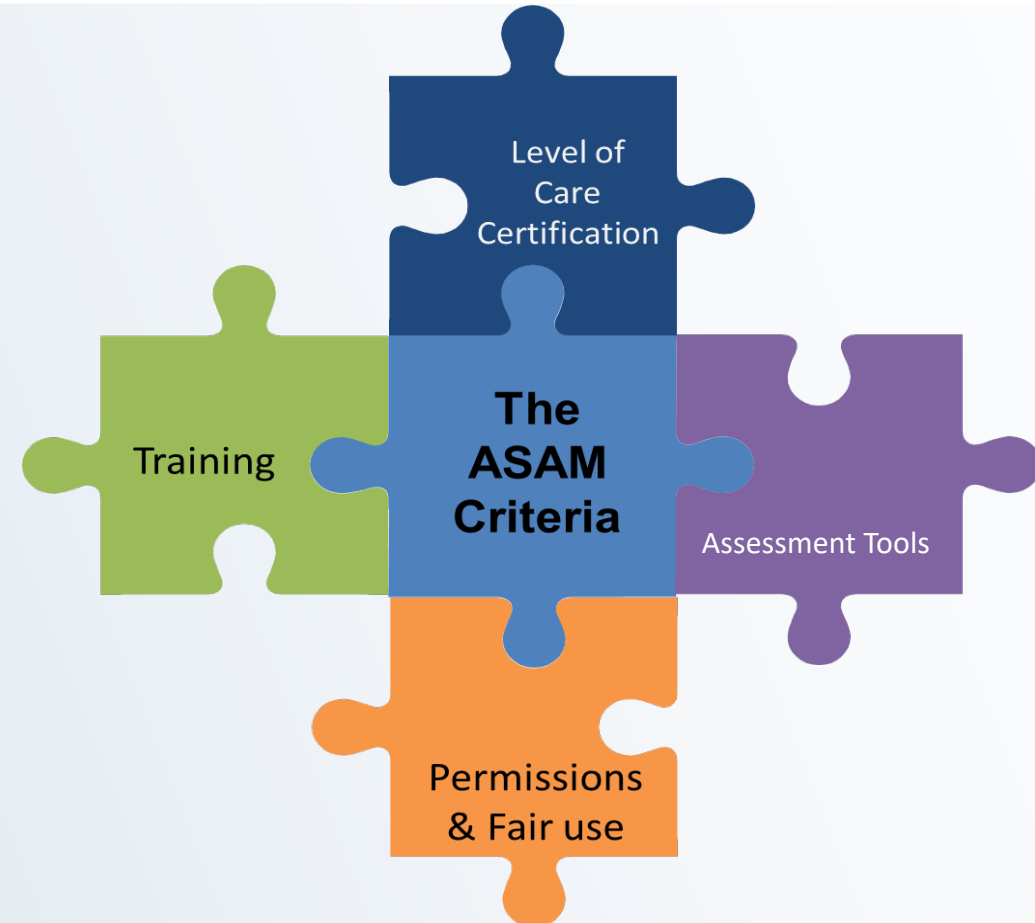 Level of
Care
Certification
Training
The
ASAM
Criteria
Assessment Tools
Permissions
& Fair use